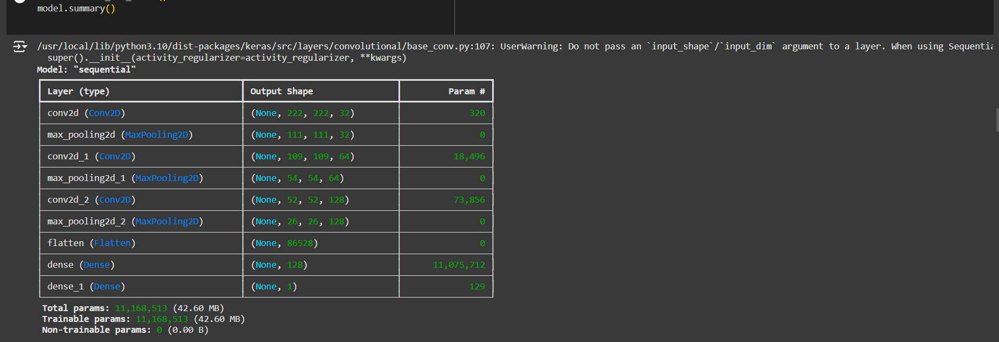 model.summary()
/usr/local/lib/python3.10/dist-packages/keras/src/layers/convolutional/base_conv.py:107: UserWarning: Do not pass an `input_shape`/`input_dim` argument to a layer. When using
super().__init__(activity_regularizer=activity_regularizer, **kwargs)
Model: "sequential"
Layer (type) Output Shape Param #
conv2d (Conv2D) (None, 222, 222, 32) 320
max_pooling2d (MaxPooling2D) (None, 111, 111, 32) 0
conv2d_1 (Conv2D) (None, 109, 109, 64) 18,496
max_pooling2d_1 (MaxPooling2D) (None, 54, 54, 64) 0
conv2d_2 (Conv2D) (None, 52, 52, 128) 73,856
max_pooling2d_2 (MaxPooling2D) (None, 26, 26, 128) 0
flatten (Flatten) (None, 86528) 0
dense (Dense) (None, 128) 11,075,712
dense_1 (Dense) (None, 1) 129
Total params: 11,168,513 (42.60 MB)
Trainable params: 11,168,513 (42.60 MB)
Non-trainable params: 0 (0.00 B)